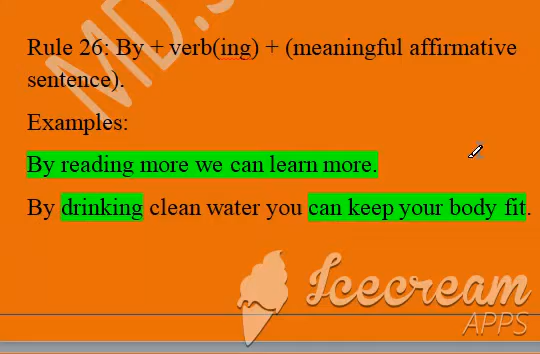 Rule 26: By + verb(ing) + (meaningful affirmative
sentence).
Examples:
By reading more we can learn more.
By drinking clean water you can keep your body fit.
Icecream
APPS